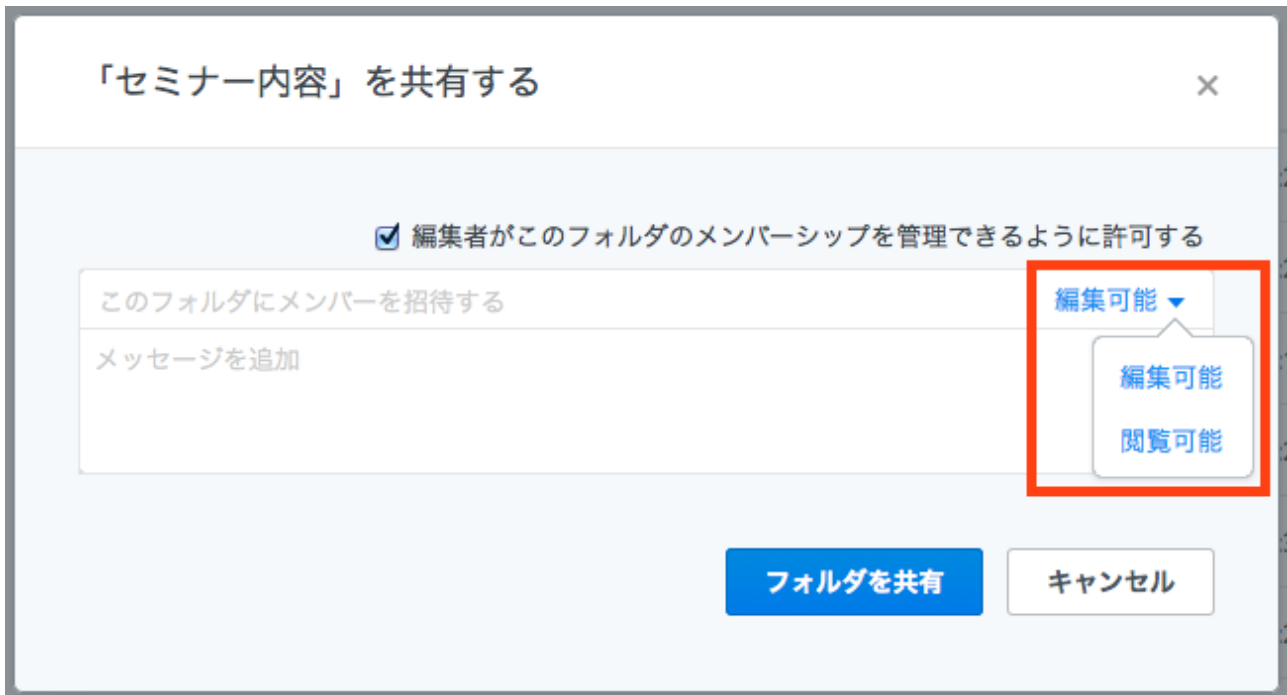 「セミナー内容」を共有する
×
編集者がこのフォルダのメンバーシップを管理できるように許可する
このフォルダにメンバーを招待する 編集可能
メッセージを追加
編集可能
閲覧可能
フォルダを共有 キャンセル